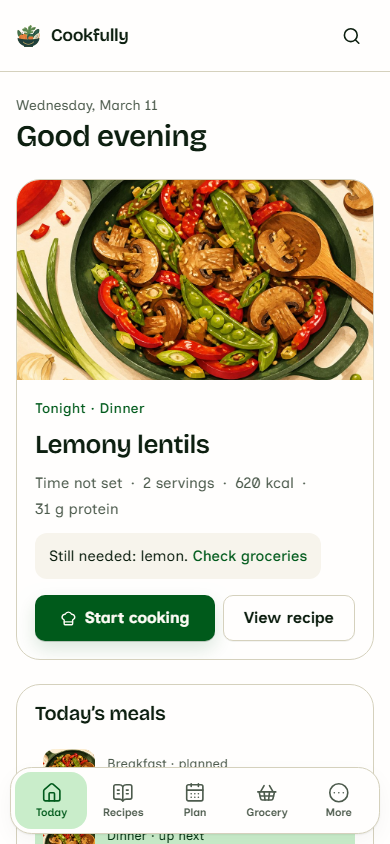 Cookfully
Wednesday, March 11
Good evening
Tonight · Dinner
Lemony lentils
Time not set · 2 servings · 620 kcal ·
31 g protein
Still needed: lemon. Check groceries
Start cooking
View recipe
Today's meals
Breakfast · planned
Today
Recipes
Plan
Grocery
More
Dinner · up next